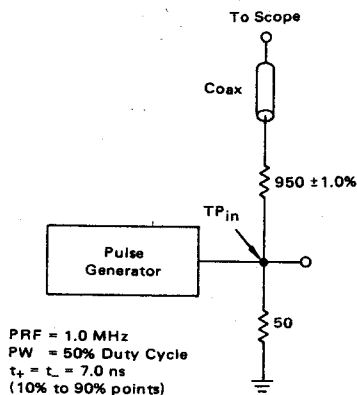 To Scope
Coax
950 ±1.0%
TPin
Pulse
Generator
50
PRF = 1.0 MHz
PW = 50% Duty Cycle
t+ = t– = 7.0 ns
(10% to 90% points)